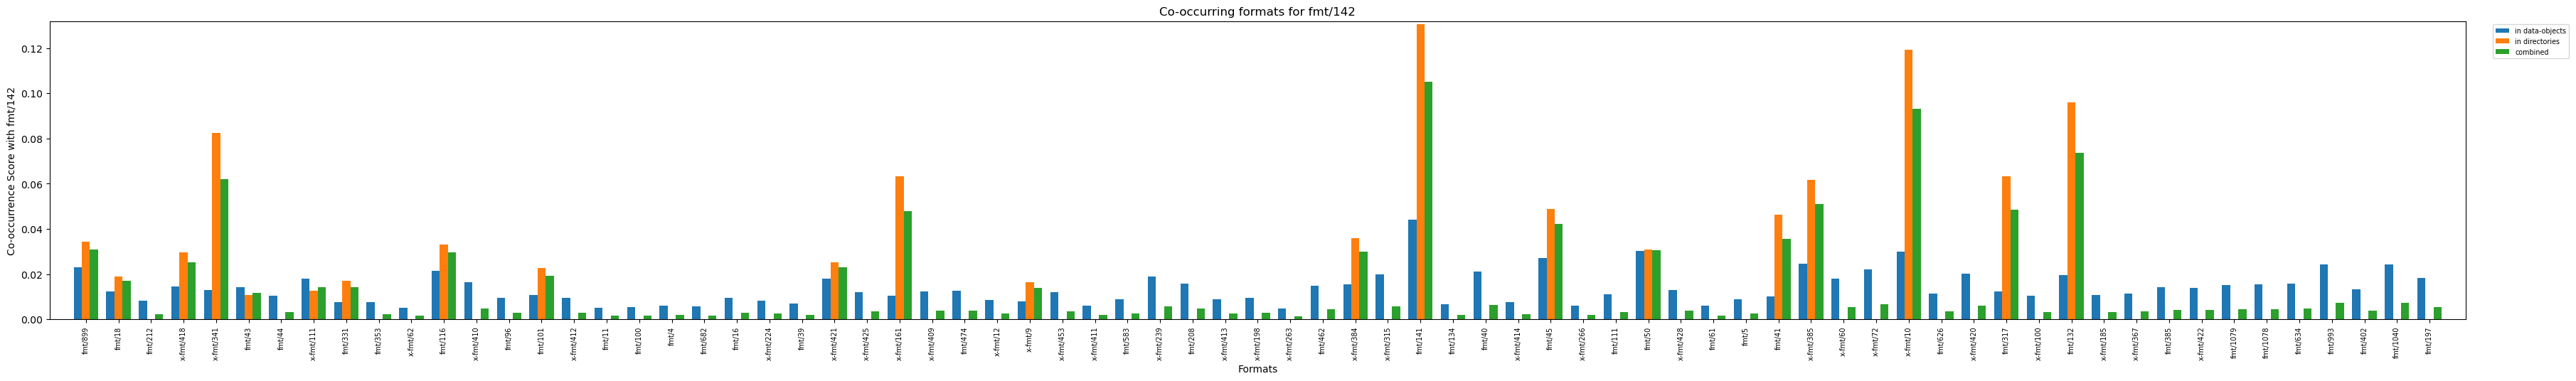 Co-occurring formats for fmt/142
in data-objects
in directories
combined
Co-occurrence Score with fmt/142
0.12
0.10
0.08
0.06
0.04
0.02
0.00
fmt/899
fmt/18
fmt/212
x-fmt/418
x-fmt/341
fmt/43
fmt/44
x-fmt/111
fmt/331
fmt/353
x-fmt/62
fmt/116
x-fmt/410
fmt/96
fmt/101
x-fmt/412
fmt/11
fmt/100
fmt/4
fmt/682
fmt/16
x-fmt/224
fmt/39
x-fmt/421
x-fmt/425
x-fmt/161
x-fmt/409
fmt/474
x-fmt/12
x-fmt/9
x-fmt/453
x-fmt/411
fmt/583
x-fmt/239
fmt/208
x-fmt/413
x-fmt/198
x-fmt/263
fmt/462
x-fmt/384
x-fmt/315
fmt/141
fmt/134
fmt/40
x-fmt/414
fmt/45
x-fmt/266
fmt/111
fmt/50
x-fmt/428
fmt/61
fmt/5
fmt/41
x-fmt/385
x-fmt/60
x-fmt/72
x-fmt/10
fmt/626
x-fmt/420
fmt/317
x-fmt/100
fmt/132
x-fmt/185
x-fmt/367
fmt/385
x-fmt/422
fmt/1079
fmt/1078
fmt/634
fmt/993
fmt/402
fmt/1040
fmt/197
Formats